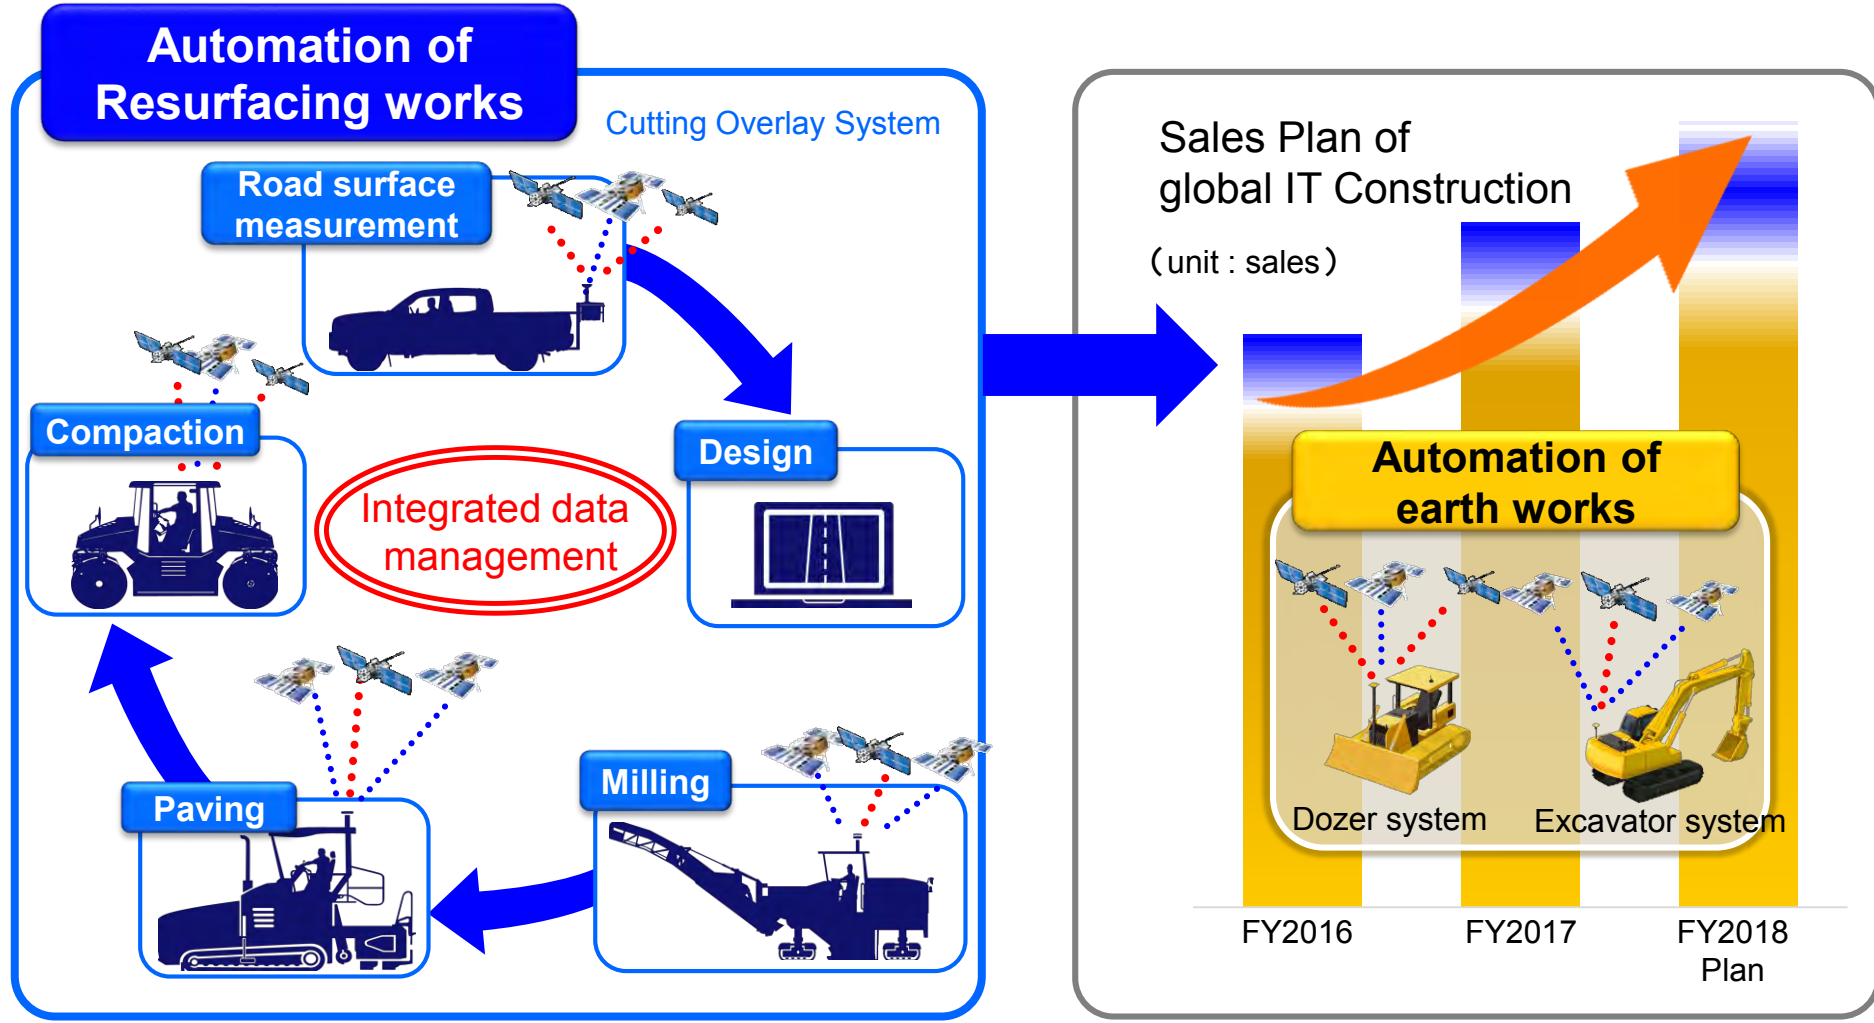 Automation of
Resurfacing works
Cutting Overlay System
Road surface
measurement
Compaction
Design
Integrated data
management
Paving
Milling
Sales Plan of
global IT Construction
（unit : sales）
Automation of
earth works
Dozer system
Excavator system
FY2016
FY2017
FY2018
Plan